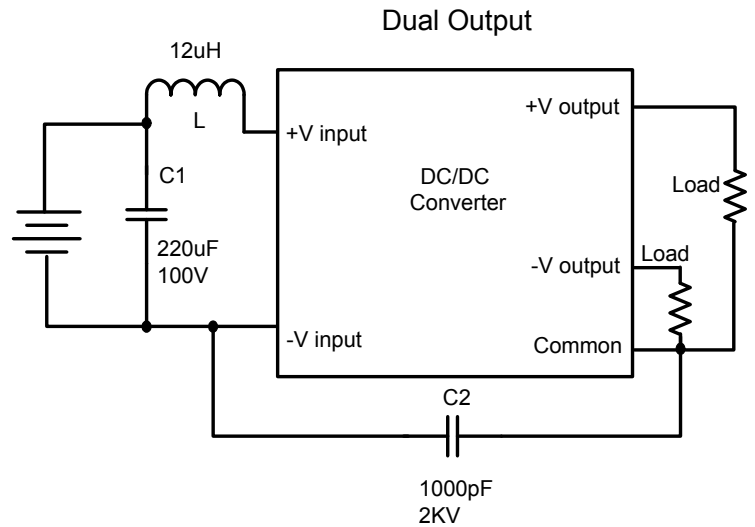 Dual Output
12uH
L
+V input
+V output
C1
DC/DC
Converter
Load
220uF
100V
Load
-V output
-V input
Common
C2
1000pF
2KV